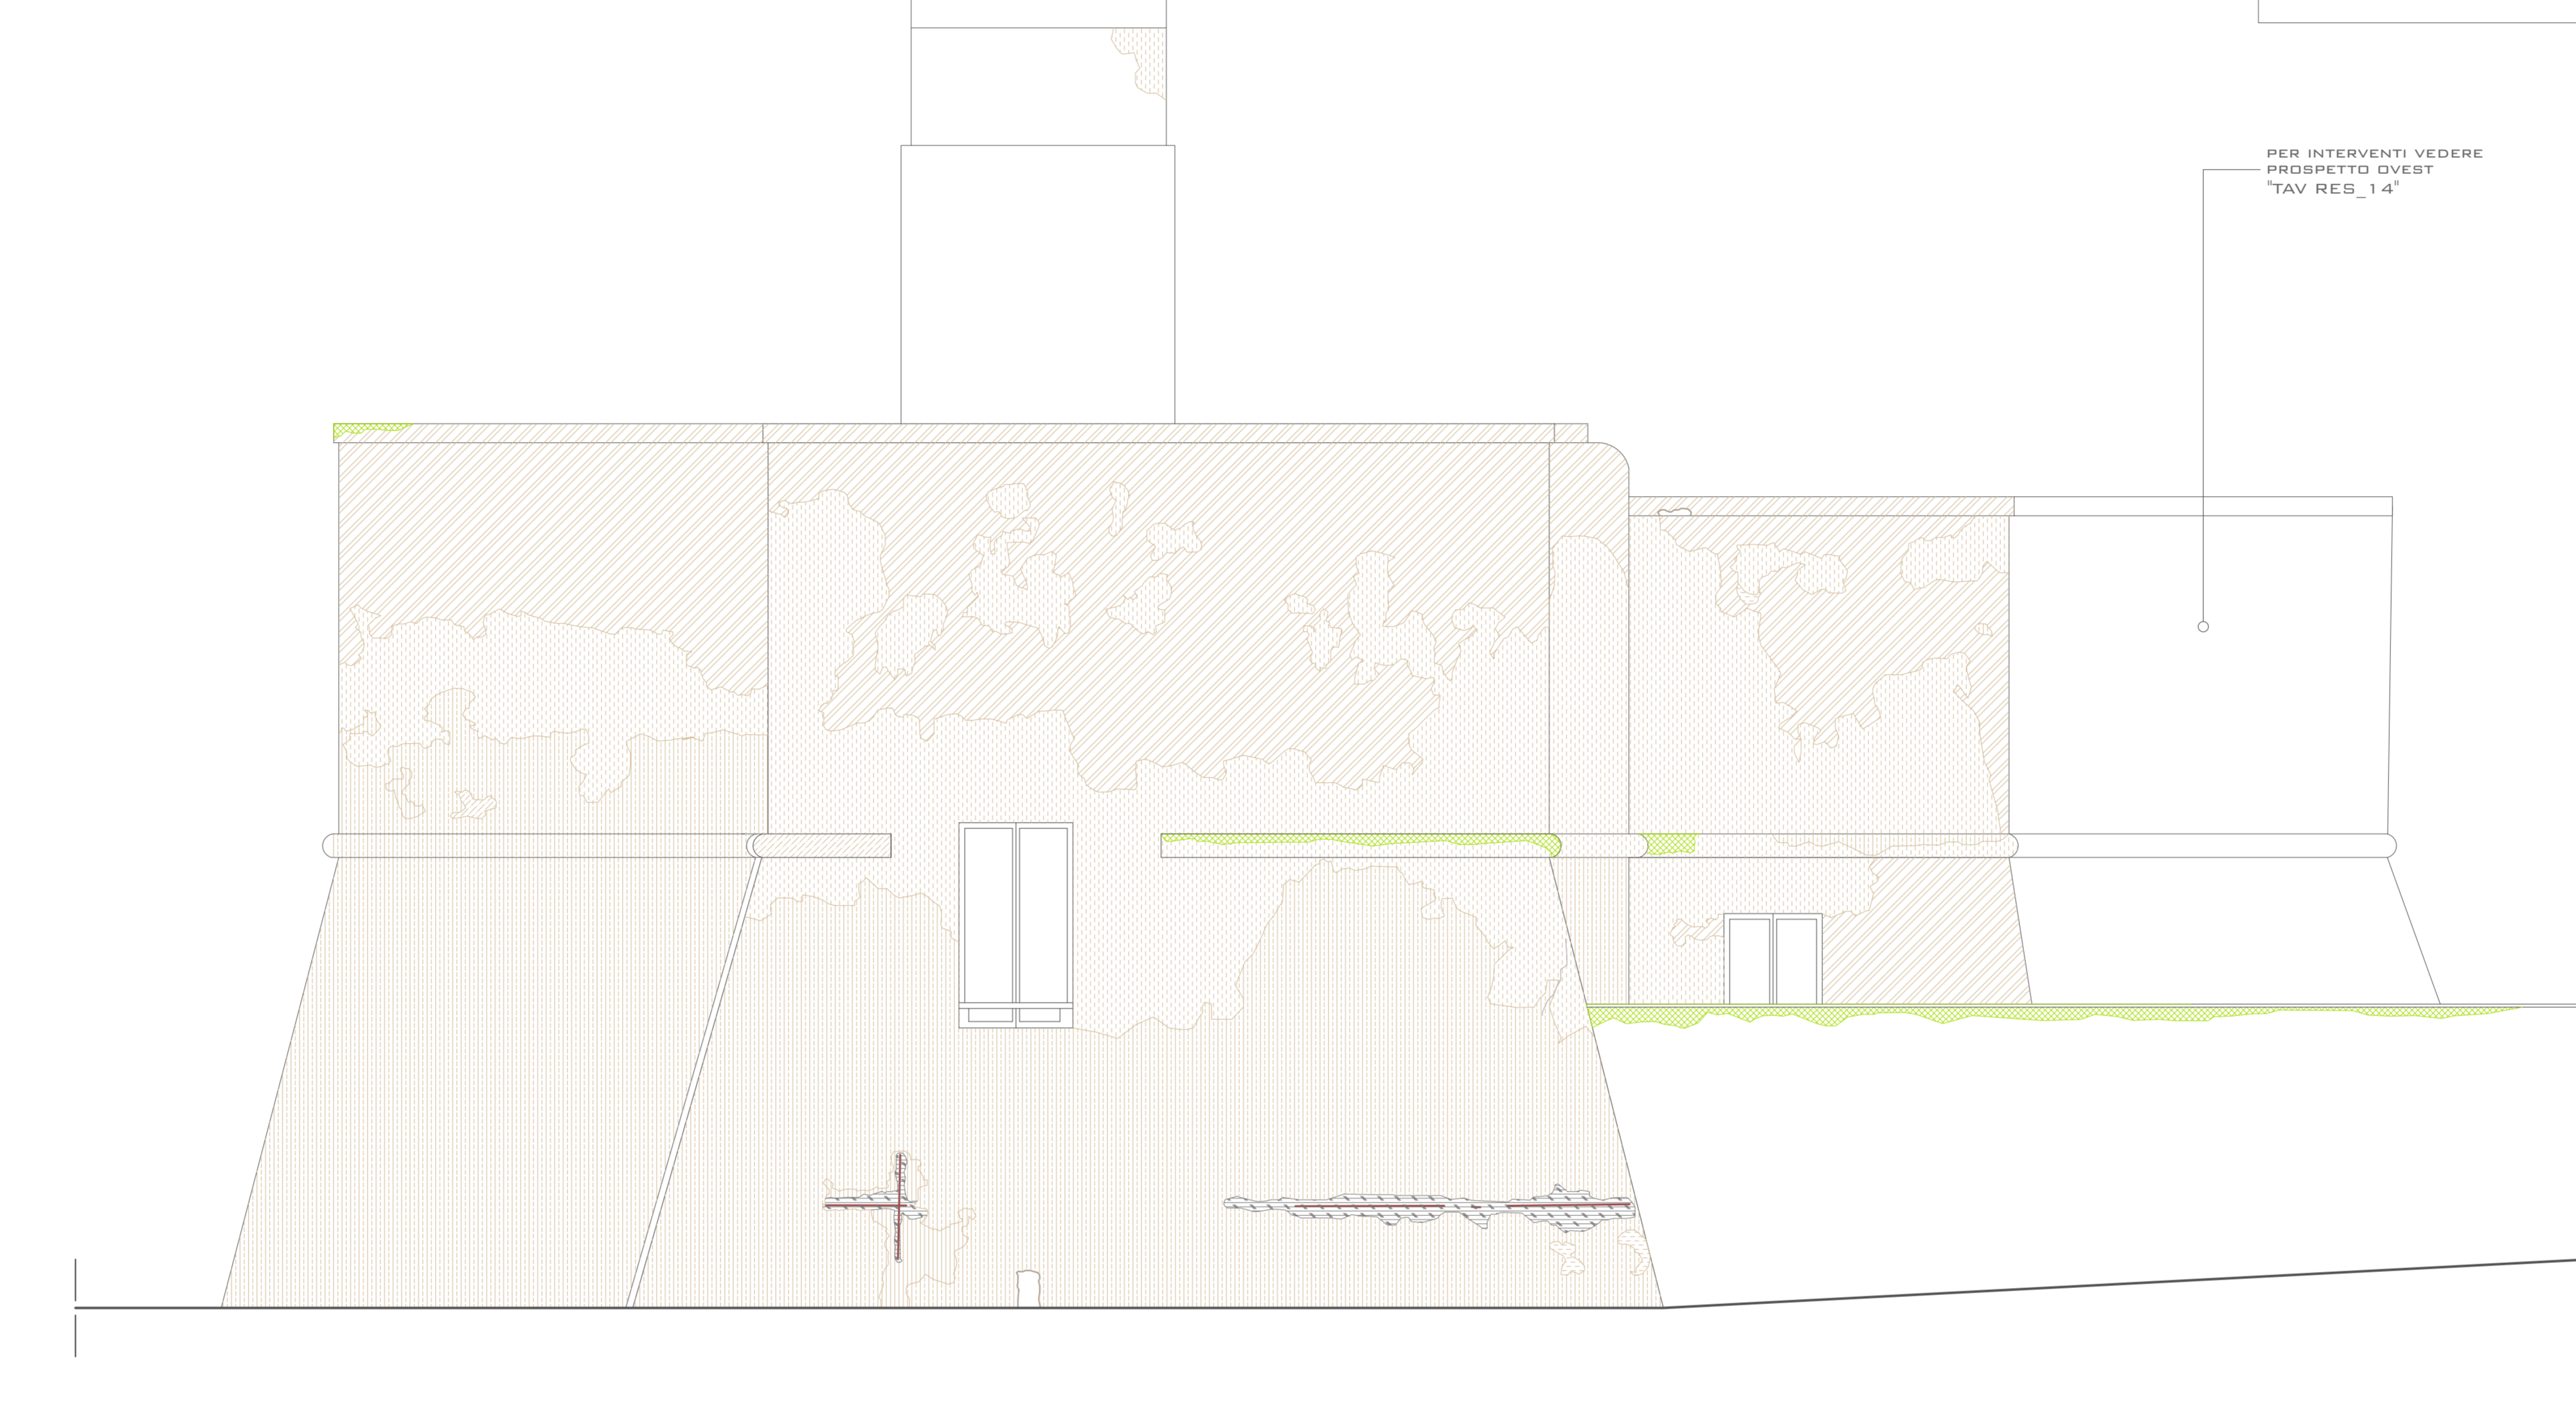 PER INTERVENTI VEDERE
PROSPETTO OVEST
"TAV RES_14"